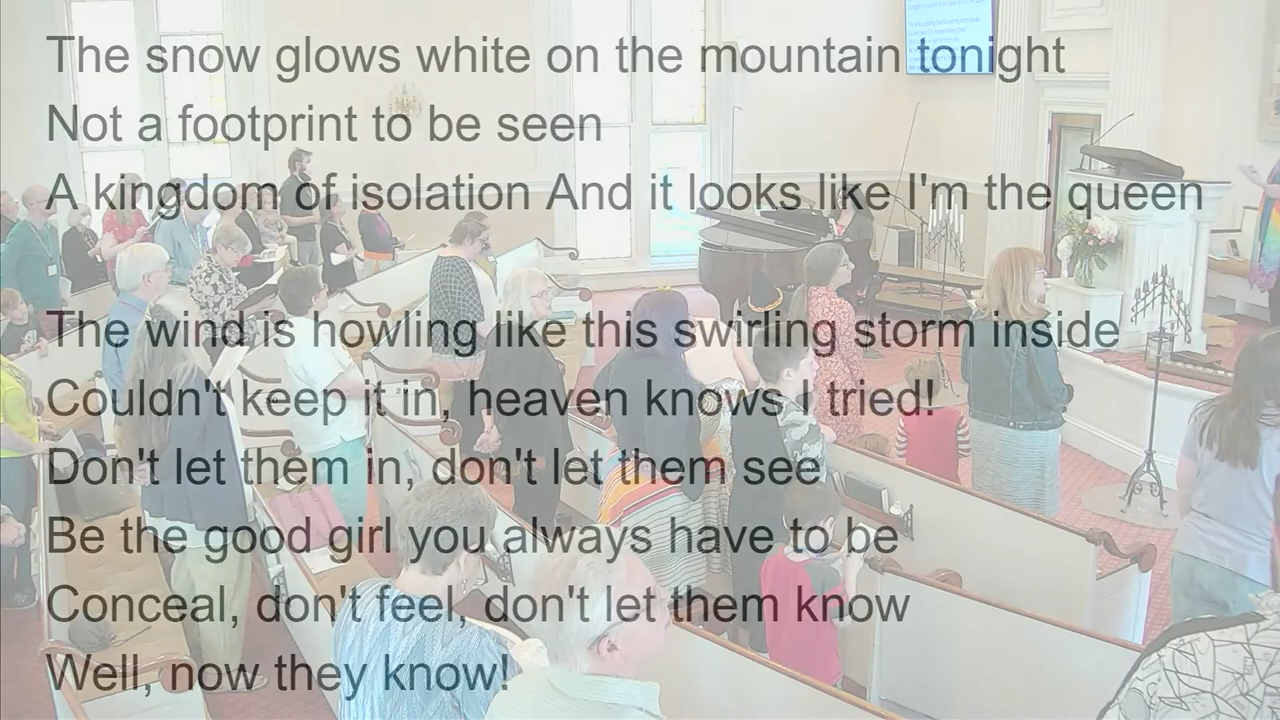 The snow glows white on the mountain tonight
Not a footprint to be seen
A kingdom of isolation And it looks like I'm the queen
The wind is howling like this swirling storm inside
Couldn't keep it in, heaven knows I tried!
Don't let them in, don't let them see
Be the good girl you always have to be
Conceal, don't feel, don't let them know
Well, now they know!